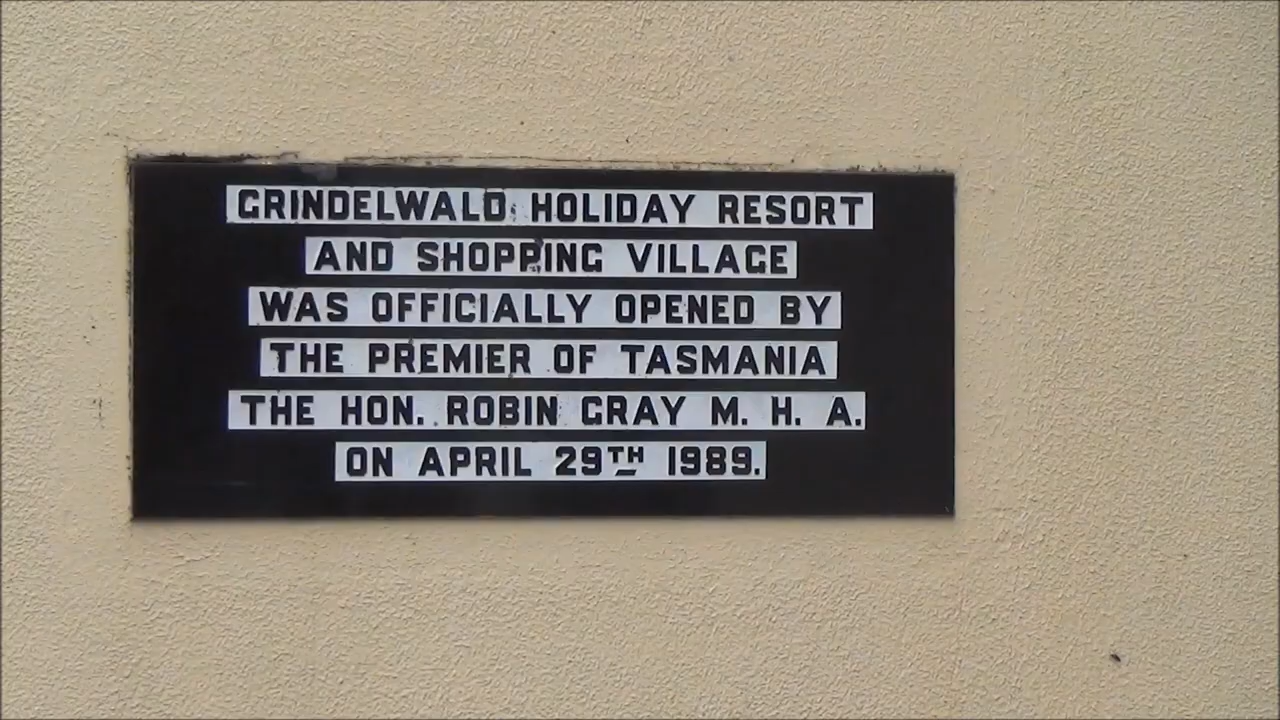 GRINDELWALD HOLIDAY RESORT
AND SHOPPING VILLAGE
WAS OFFICIALLY OPENED BY
THE PREMIER OF TASMANIA
THE HON. ROBIN GRAY M. H. A.
ON APRIL 29TH 1989.